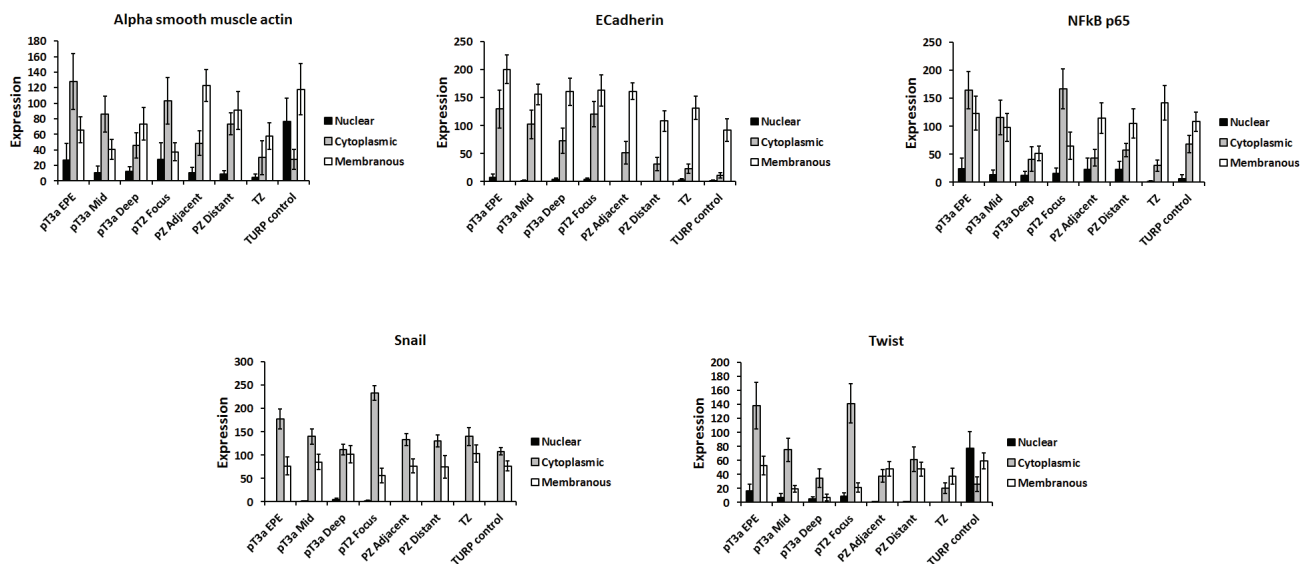 Alpha smooth muscle actin
Expression
180
160
140
120
100
80
60
40
20
0
Nuclear
Cytoplasmic
Membranous
pT3a EPE
pT3a Mid
pT3a Deep
pT2 Focus
PZ Adjacent
PZ Distant
TZ
TURP control
ECadherin
Expression
250
200
150
100
50
0
Nuclear
Cytoplasmic
Membranous
pT3a EPE
pT3a Mid
pT3a Deep
pT2 Focus
PZ Adjacent
PZ Distant
TZ
TURP control
NFkB p65
Expression
250
200
150
100
50
0
Nuclear
Cytoplasmic
Membranous
pT3a EPE
pT3a Mid
pT3a Deep
pT2 Focus
PZ Adjacent
PZ Distant
TZ
TURP control
Snail
Expression
300
250
200
150
100
50
0
Nuclear
Cytoplasmic
Membranous
pT3a EPE
pT3a Mid
pT3a Deep
pT2 Focus
PZ Adjacent
PZ Distant
TZ
TURP control
Twist
Expression
200
180
160
140
120
100
80
60
40
20
0
Nuclear
Cytoplasmic
Membranous
pT3a EPE
pT3a Mid
pT3a Deep
pT2 Focus
PZ Adjacent
PZ Distant
TZ
TURP control